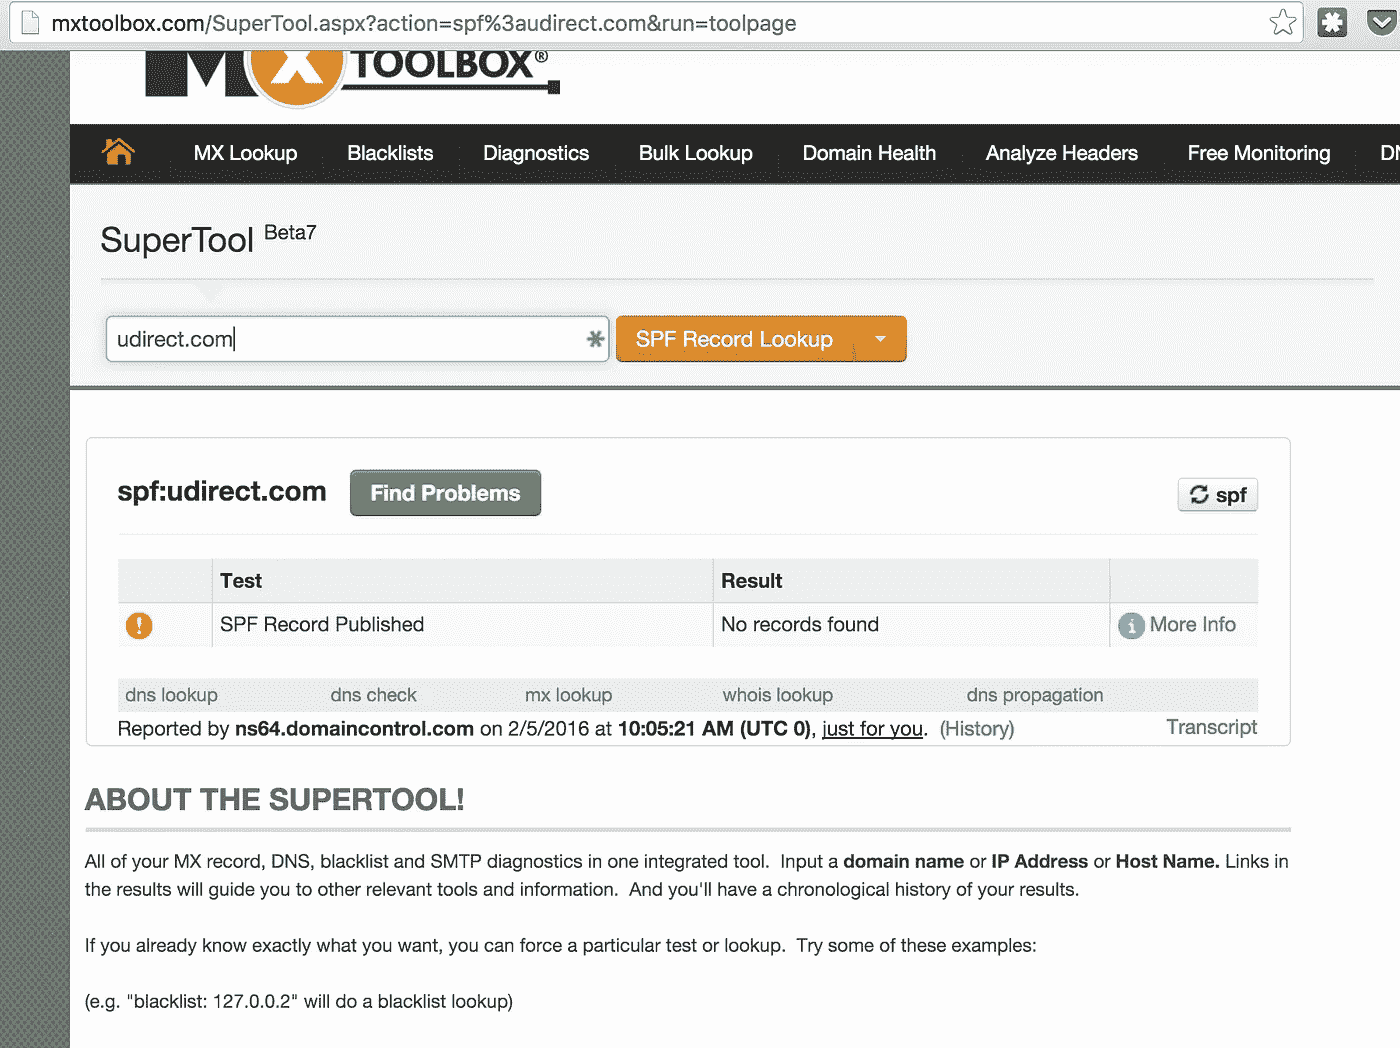 mxtoolbox.com/SuperTool.aspx?action=spf%3audirect.com&run=toolpage
MX TOOLBOX®
MX Lookup Blacklists Diagnostics Bulk Lookup Domain Health Analyze Headers Free Monitoring
SuperTool Beta7
udirect.com SPF Record Lookup
spf:udirect.com Find Problems spf
Test Result
SPF Record Published No records found More Info
dns lookup dns check mx lookup whois lookup dns propagation
Reported by ns64.domaincontrol.com on 2/5/2016 at 10:05:21 AM (UTC 0), just for you. (History) Transcript
ABOUT THE SUPERTOOL!
All of your MX record, DNS, blacklist and SMTP diagnostics in one integrated tool. Input a domain name or IP Address or Host Name. Links in
the results will guide you to other relevant tools and information. And you'll have a chronological history of your results.
If you already know exactly what you want, you can force a particular test or lookup. Try some of these examples:
(e.g. "blacklist: 127.0.0.2" will do a blacklist lookup)